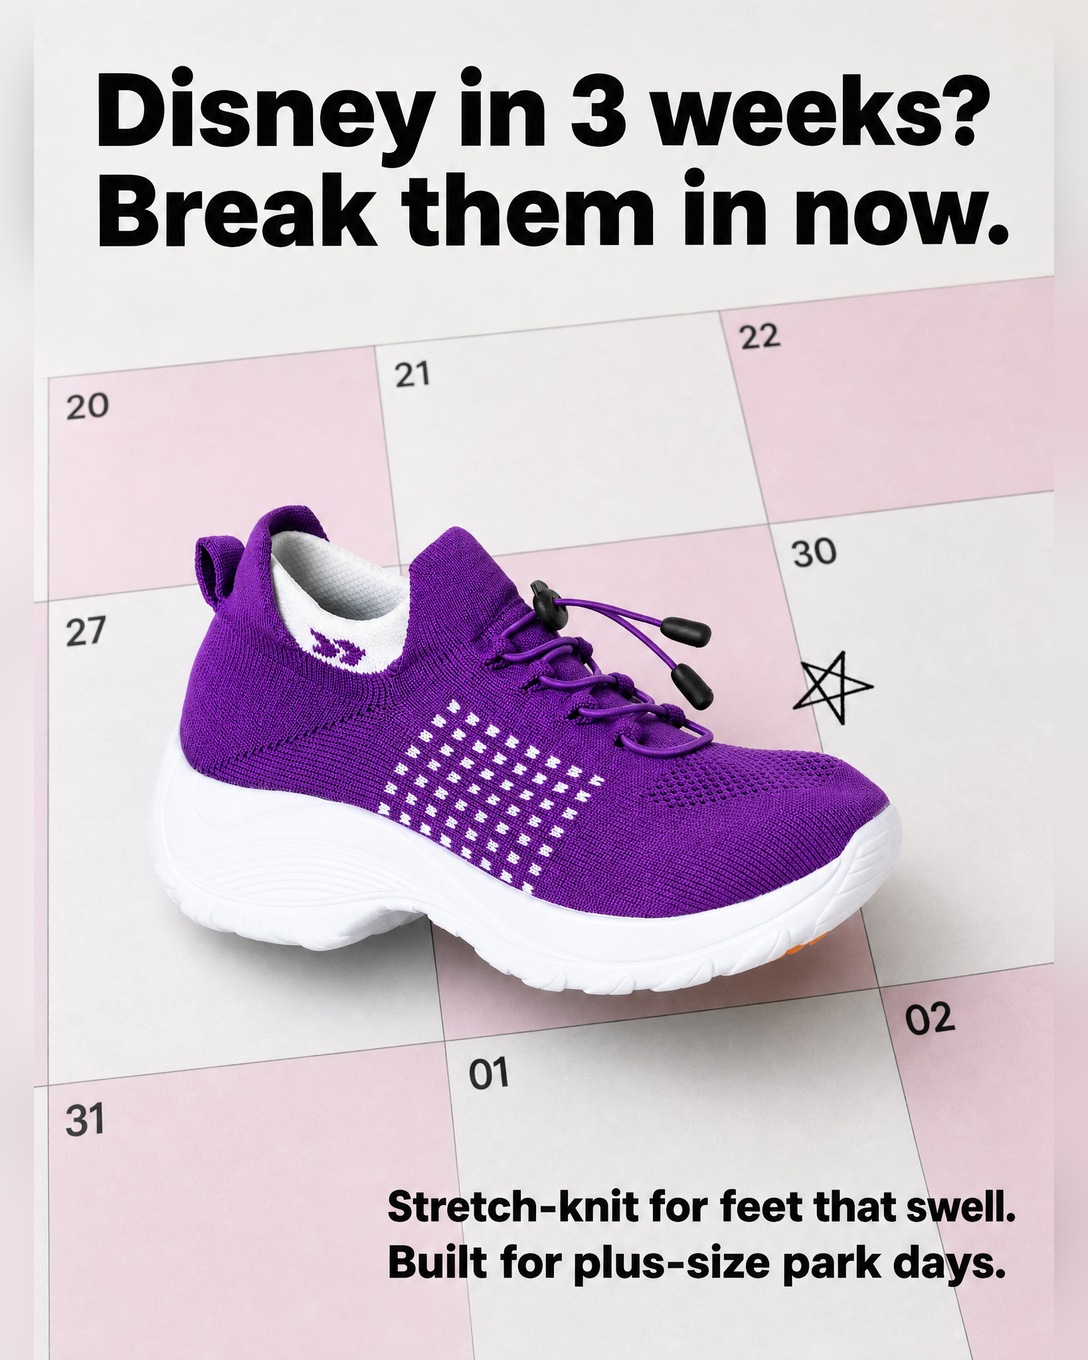 Disney in 3 weeks?
Break them in now.
20
21
22
27
30
31
01
02
Stretch-knit for feet that swell.
Built for plus-size park days.